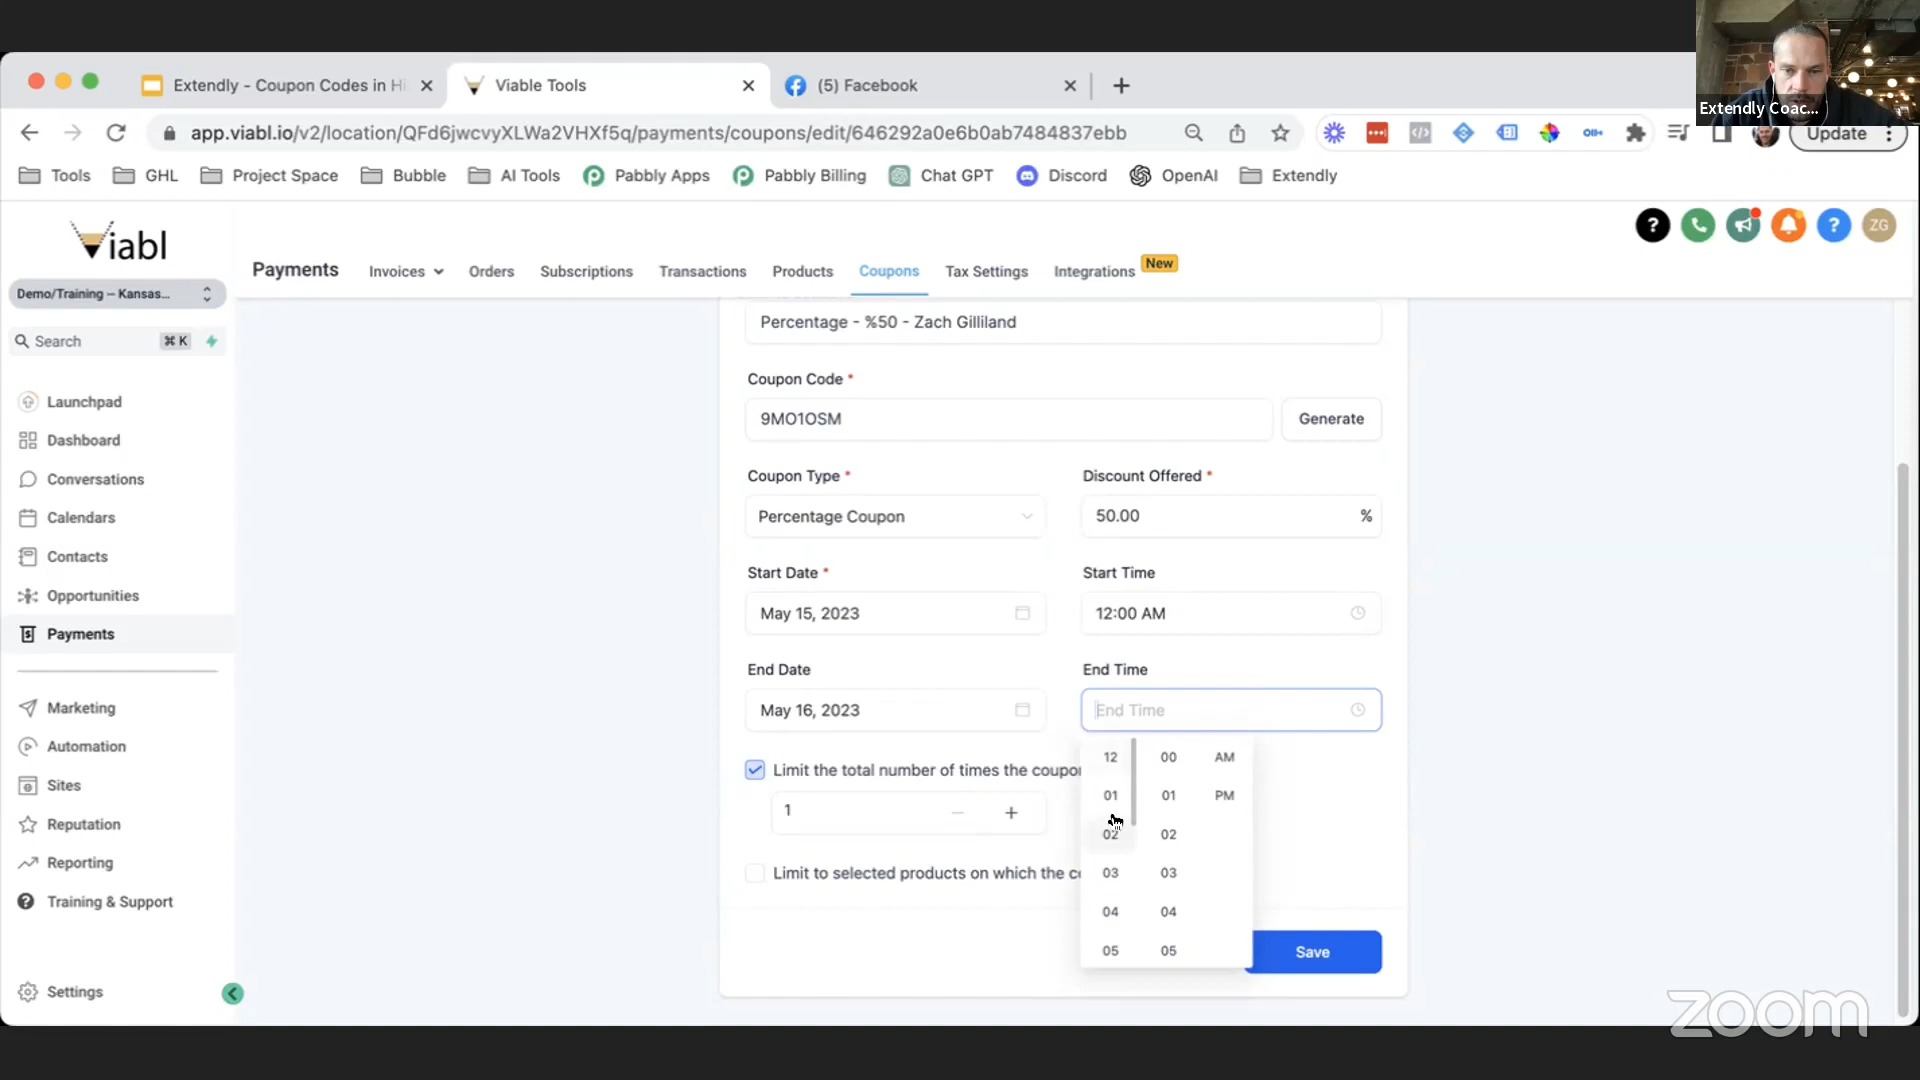 Extendly - Coupon Codes in Hi
Viable Tools
(5) Facebook
Extendly Coac...
app.viabl.io/v2/location/QFd6jwcvyXLWa2VHXf5q/payments/coupons/edit/646292a0e6b0ab7484837ebb
Update
Tools
GHL
Project Space
Bubble
AI Tools
Pabbly Apps
Pabbly Billing
Chat GPT
Discord
OpenAI
Extendly
Viabl
ZG
Payments
Invoices
Orders
Subscriptions
Transactions
Products
Coupons
Tax Settings
Integrations
New
Demo/Training – Kansas...
Search
⌘ K
Launchpad
Dashboard
Conversations
Calendars
Contacts
Opportunities
Payments
Marketing
Automation
Sites
Reputation
Reporting
Training & Support
Settings
Percentage - %50 - Zach Gilliland
Coupon Code *
9MO1OSM
Generate
Coupon Type *
Discount Offered *
Percentage Coupon
50.00
%
Start Date *
Start Time
May 15, 2023
12:00 AM
End Date
End Time
May 16, 2023
End Time
12 00 AM
01 01 PM
02 02
03 03
04 04
05 05
Limit the total number of times the coupo
1
Limit to selected products on which the c
Save
zoom